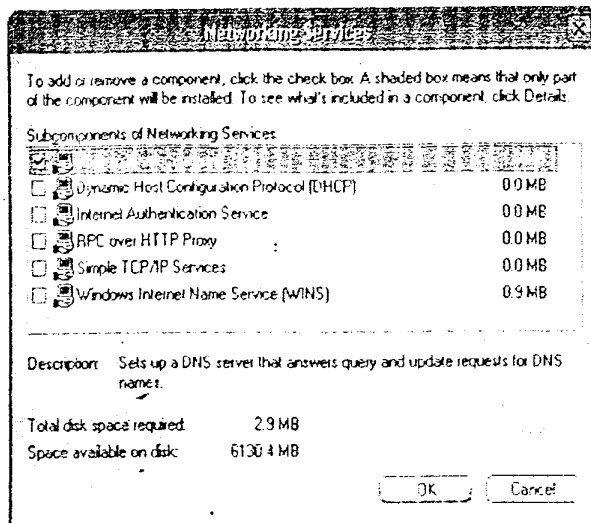 Networking Services
To add or remove a component, click the check box. A shaded box means that only part
of the component will be installed. To see what's included in a component, click Details.
Subcomponents of Networking Services
Dynamic Host Configuration Protocol (DHCP) 0.0 MB
Internet Authentication Service 0.0 MB
RPC over HTTP Proxy 0.0 MB
Simple TCP/IP Services 0.0 MB
Windows Internet Name Service (WINS) 0.9 MB
Description: Sets up a DNS server that answers query and update requests for DNS
names.
Total disk space required: 2.9 MB
Space available on disk: 6130.4 MB
OK Cancel